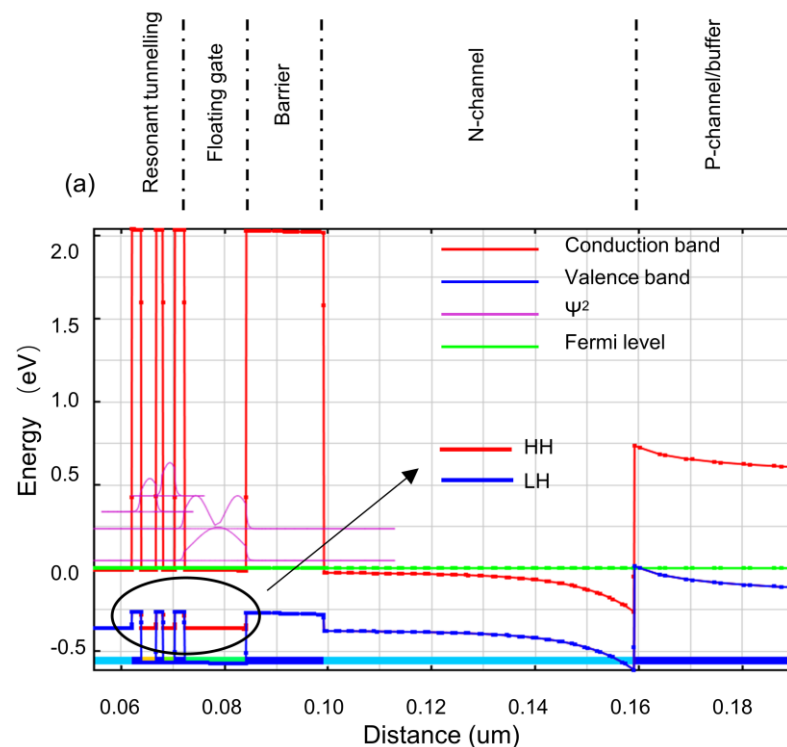 Resonant tunnelling
Floating gate
Barrier
N-channel
P-channel/buffer
(a)
2.0
1.5
1.0
0.5
0.0
-0.5
Energy (eV)
Conduction band
Valence band
Ψ²
Fermi level
HH
LH
0.06
0.08
0.10
0.12
0.14
0.16
0.18
Distance (um)